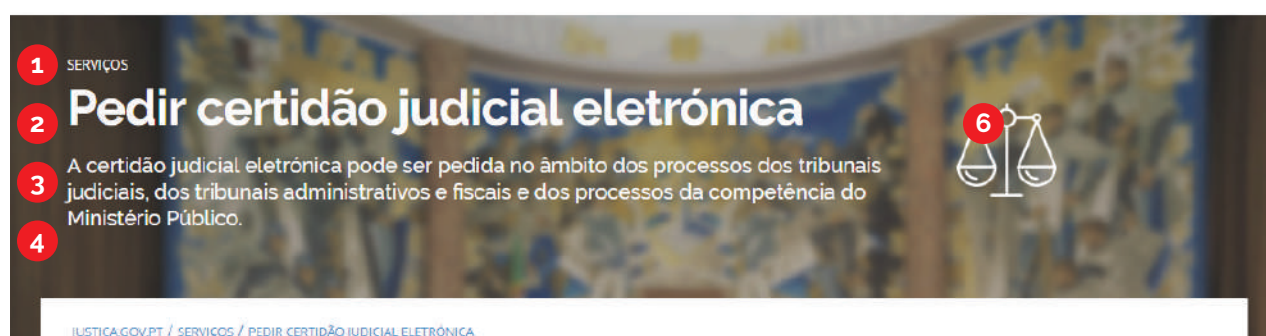 1 SERVIÇOS
2 Pedir certidão judicial eletrónica
6
A certidão judicial eletrónica pode ser pedida no âmbito dos processos dos tribunais
3 judiciais, dos tribunais administrativos e fiscais e dos processos da competência do
Ministério Público.
4
JUSTICA.GOV.PT / SERVIÇOS / PEDIR CERTIDÃO JUDICIAL ELETRÓNICA